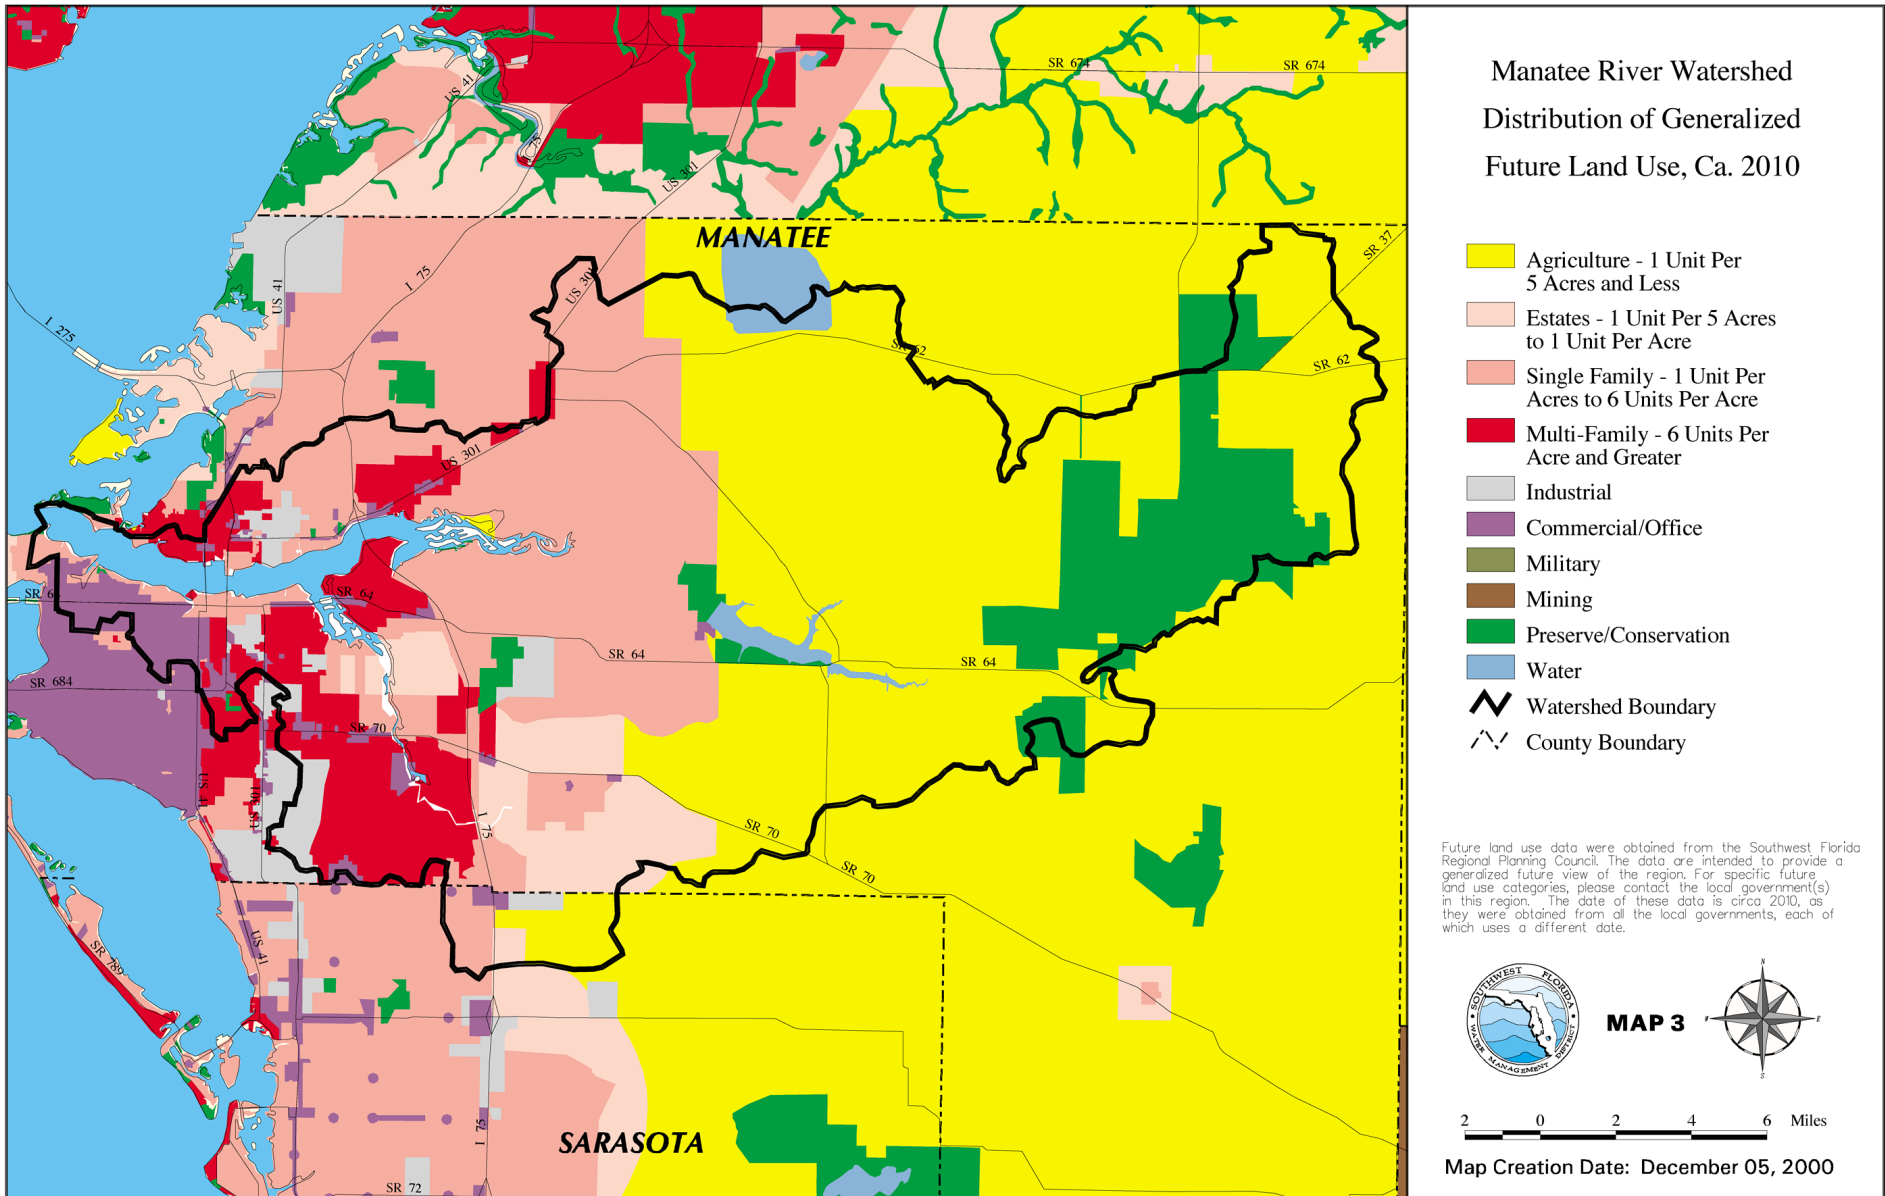 Manatee River Watershed
Distribution of Generalized
Future Land Use, Ca. 2010
Agriculture - 1 Unit Per
5 Acres and Less
Estates - 1 Unit Per 5 Acres
to 1 Unit Per Acre
Single Family - 1 Unit Per
Acres to 6 Units Per Acre
Multi-Family - 6 Units Per
Acre and Greater
Industrial
Commercial/Office
Military
Mining
Preserve/Conservation
Water
Watershed Boundary
County Boundary
Future land use data were obtained from the Southwest Florida
Regional Planning Council. The data are intended to provide a
generalized future view of the region. For specific future
land use categories, please contact the local government(s)
in this region. The date of these data is circa 2010, as
they were obtained from all the local governments, each of
which uses a different date.
SOUTHWEST FLORIDA
WATER MANAGEMENT DISTRICT
MAP 3
N
W
E
S
2 0 2 4 6 Miles
Map Creation Date: December 05, 2000
SR 674
SR 674
US 41
I 75
US 301
MANATEE
SR 37
I 75
US 301
US 41
I 275
SR 62
SR 62
US 301
SR 64
SR 64
SR 64
SR 684
SR 70
US 41
US 301
I 75
SR 70
SR 70
US 41
SR 789
I 75
SARASOTA
SR 72